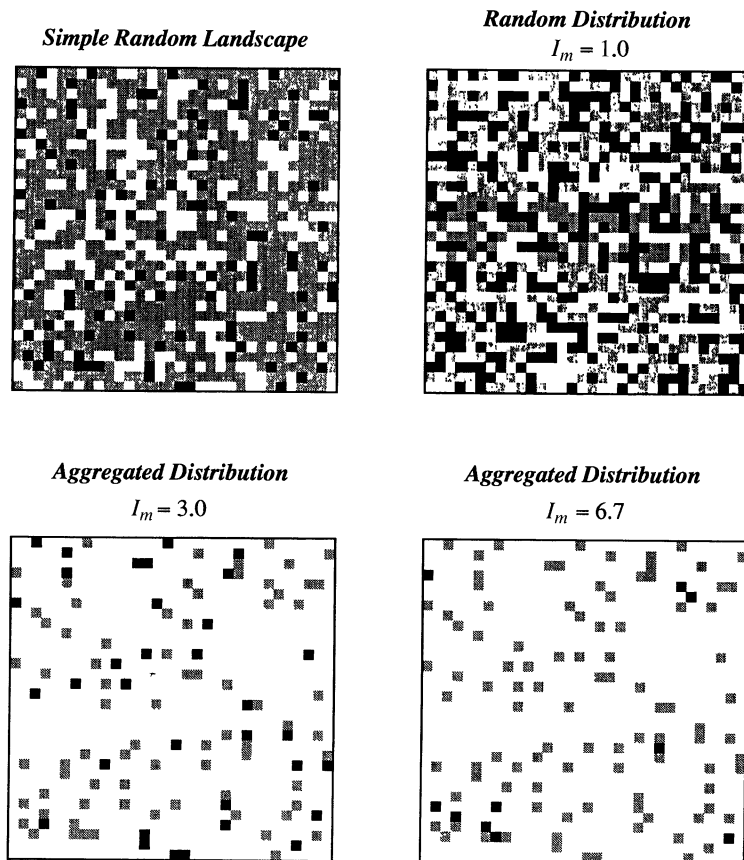 Simple Random Landscape
Random Distribution
I_m = 1.0
Aggregated Distribution
I_m = 3.0
Aggregated Distribution
I_m = 6.7